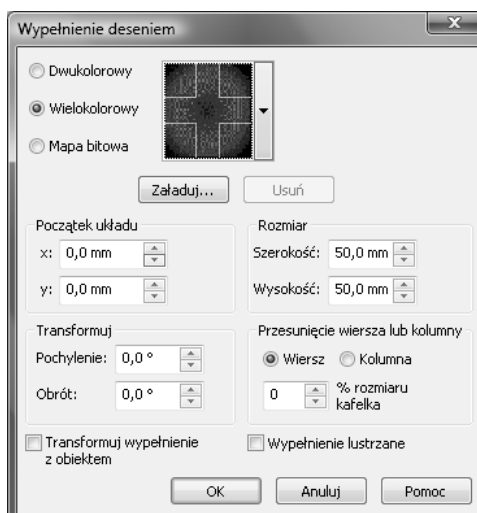 Wypełnienie deseniem
Dwukolorowy
Wielokolorowy
Mapa bitowa
Załaduj...
Usuń
Początek układu
x: 0,0 mm
y: 0,0 mm
Rozmiar
Szerokość: 50,0 mm
Wysokość: 50,0 mm
Transformuj
Pochylenie: 0,0 °
Obrót: 0,0 °
Przesunięcie wiersza lub kolumny
Wiersz Kolumna
0 % rozmiaru
kafelka
Transformuj wypełnienie
z obiektem
Wypełnienie lustrzane
OK Anuluj Pomoc